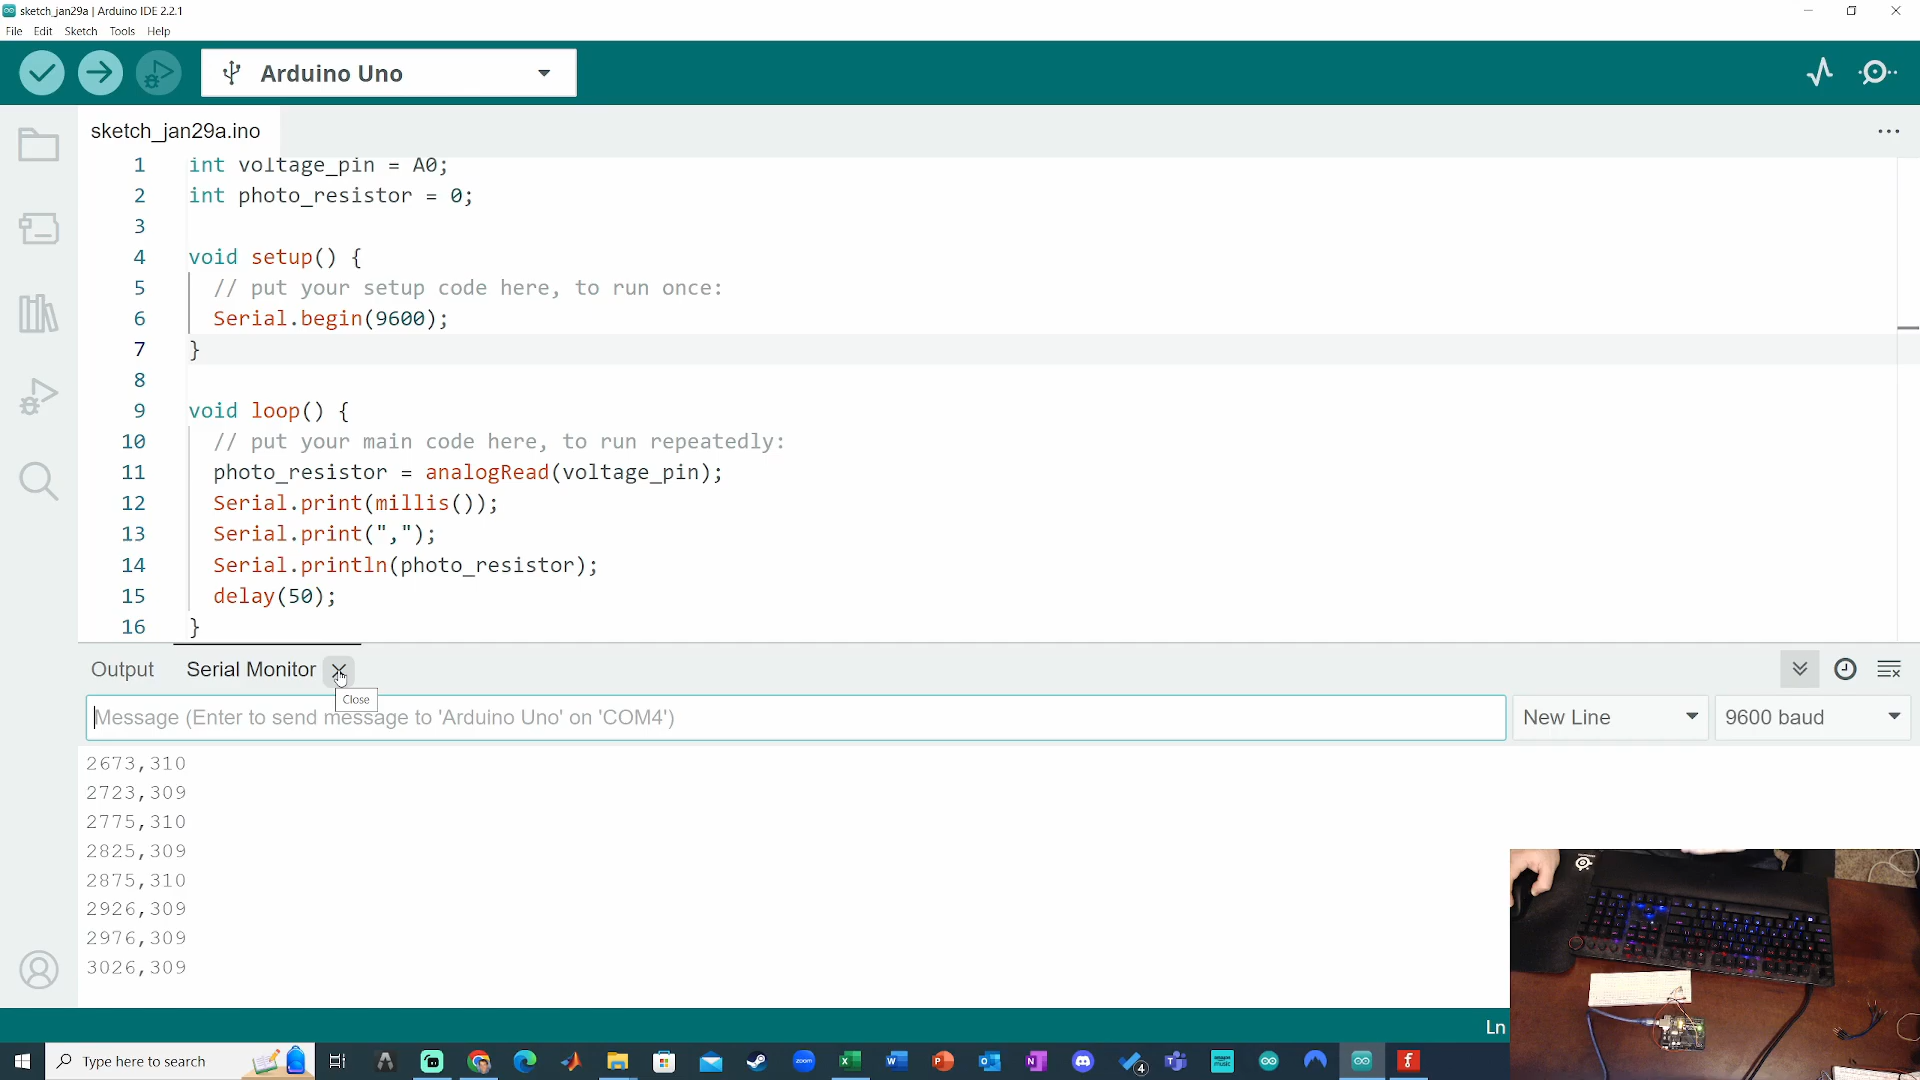 sketch_jan29a | Arduino IDE 2.2.1
File Edit Sketch Tools Help
Arduino Uno
sketch_jan29a.ino
1 int voltage_pin = A0;
2 int photo_resistor = 0;
3
4 void setup() {
5 // put your setup code here, to run once:
6 Serial.begin(9600);
7 }
8
9 void loop() {
10 // put your main code here, to run repeatedly:
11 photo_resistor = analogRead(voltage_pin);
12 Serial.print(millis());
13 Serial.print(",");
14 Serial.println(photo_resistor);
15 delay(50);
16 }
Output Serial Monitor
Close
Message (Enter to send message to 'Arduino Uno' on 'COM4') New Line 9600 baud
2673,310
2723,309
2775,310
2825,309
2875,310
2926,309
2976,309
3026,309
Ln
Type here to search
zoom
4